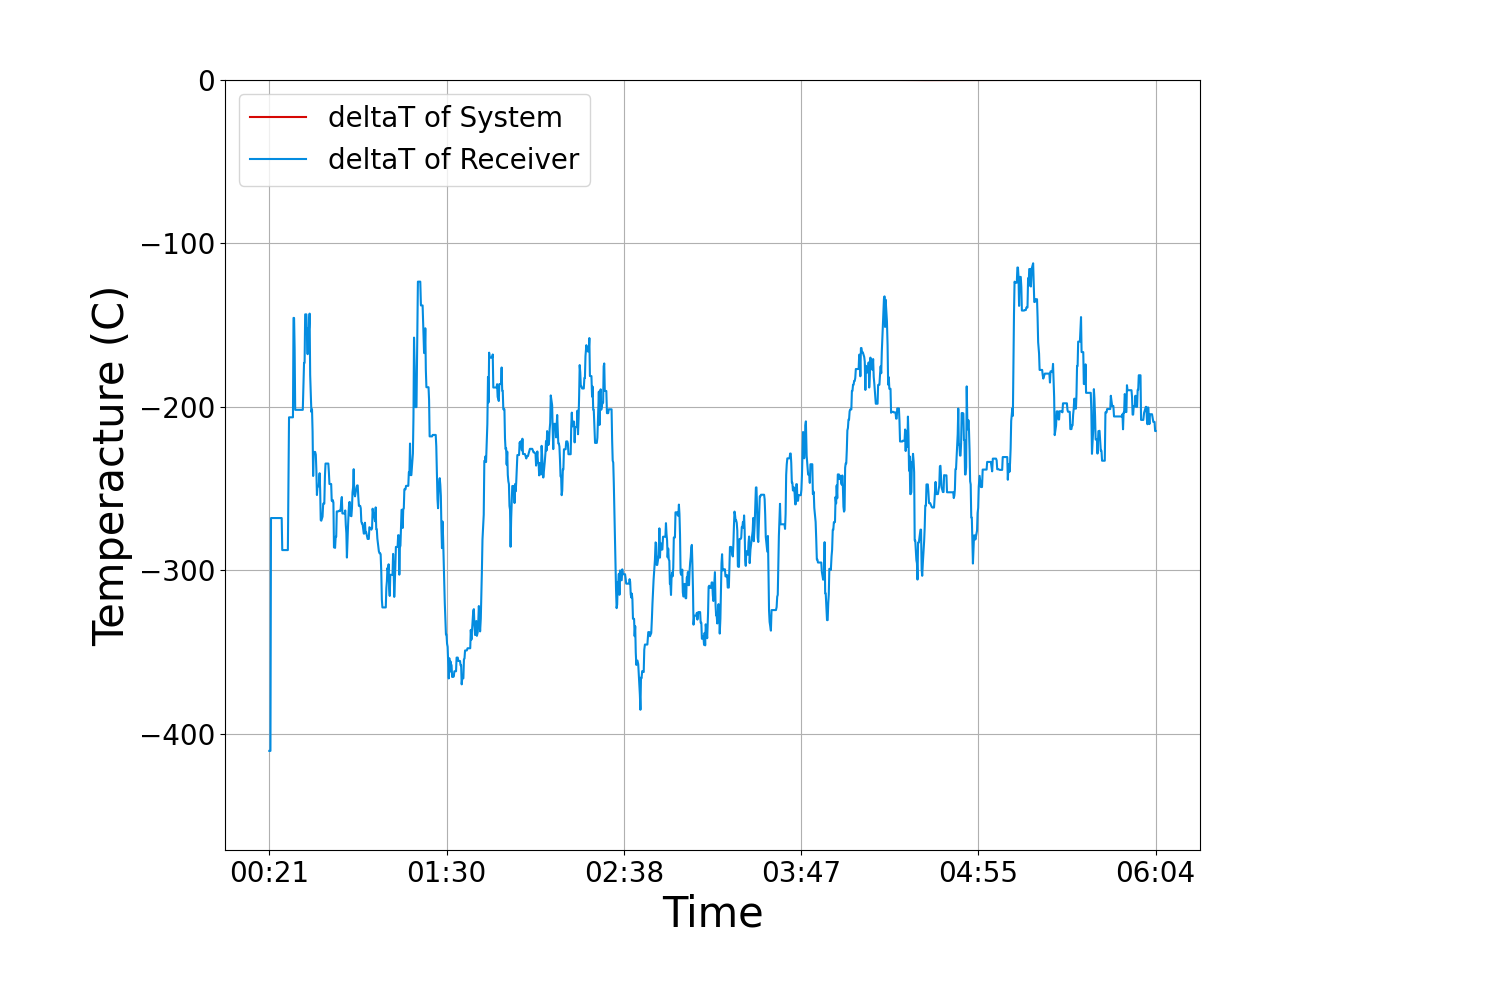 0
deltaT of System
deltaT of Receiver
−100
−200
−300
−400
Temperacture (C)
00:21 01:30 02:38 03:47 04:55 06:04
Time